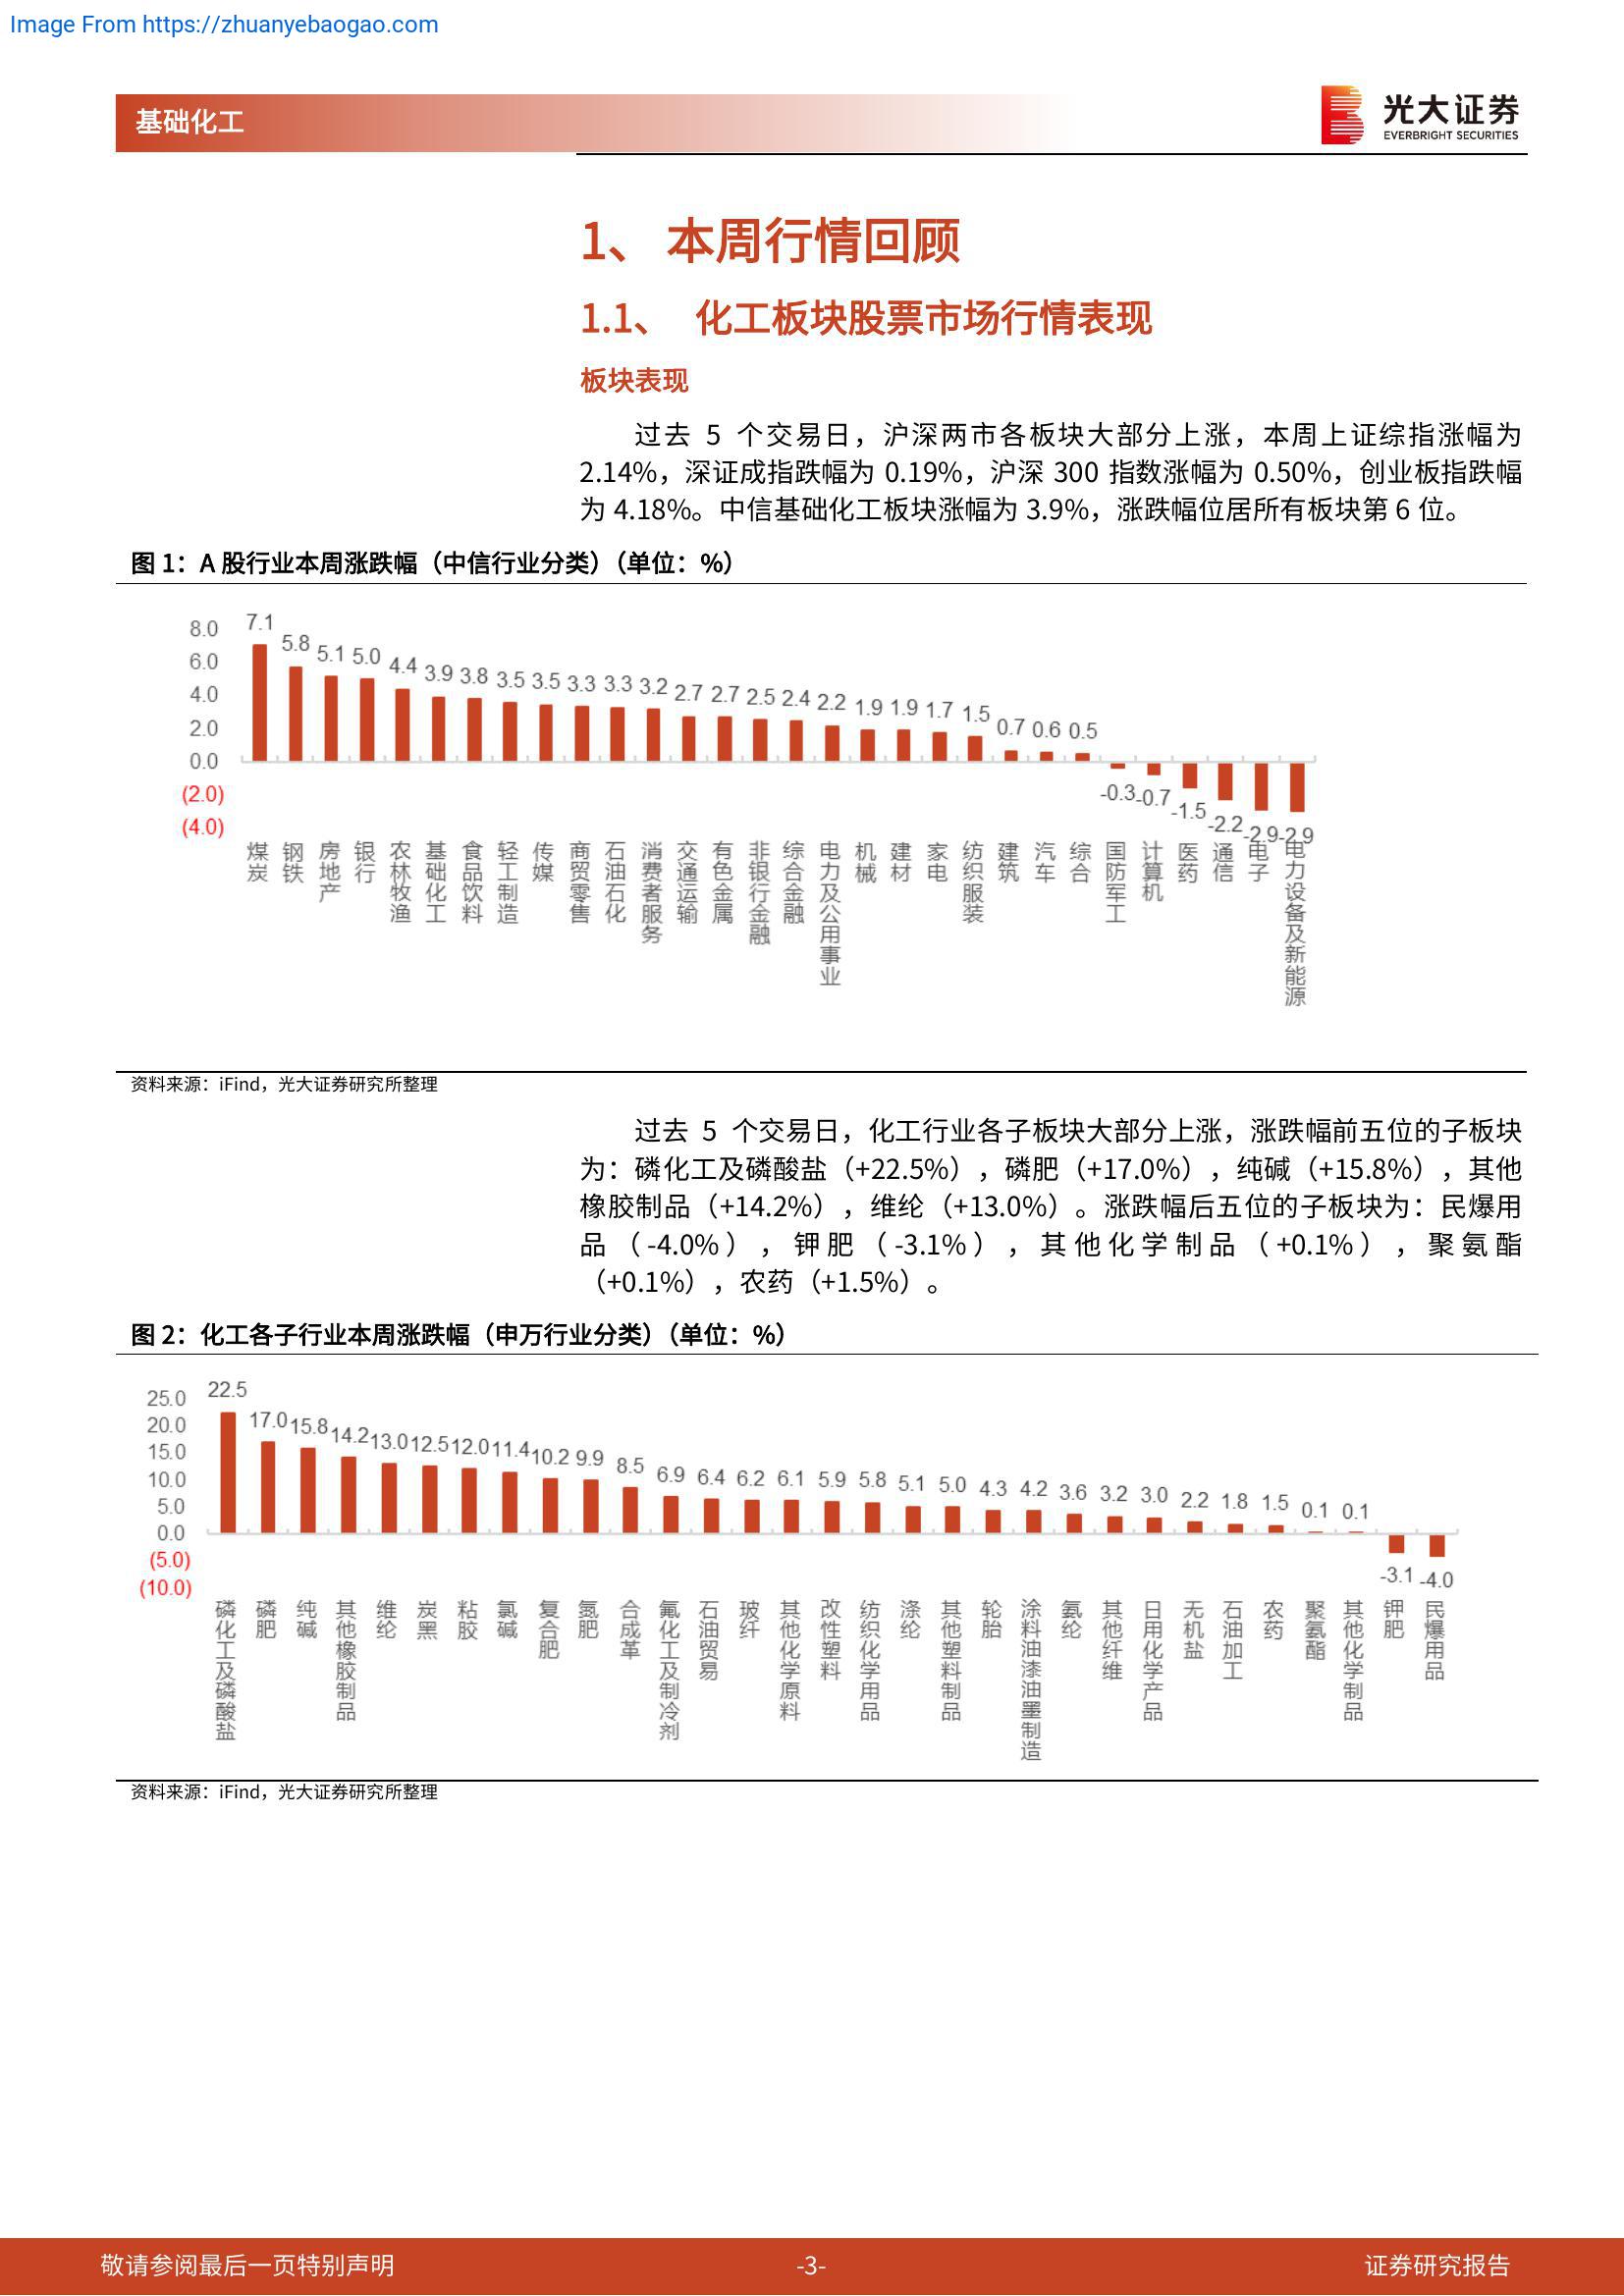 Image From https://zhuanyebaogao.com
基础化工
光大证券
EVERBRIGHT SECURITIES
1、 本周行情回顾
1.1、 化工板块股票市场行情表现
板块表现
过去 5 个交易日，沪深两市各板块大部分上涨，本周上证综指涨幅为
2.14%，深证成指跌幅为 0.19%，沪深 300 指数涨幅为 0.50%，创业板指跌幅
为 4.18%。中信基础化工板块涨幅为 3.9%，涨跌幅位居所有板块第 6 位。
图 1：A 股行业本周涨跌幅（中信行业分类）（单位：%）
8.0
6.0
4.0
2.0
0.0
(2.0)
(4.0)
7.1 5.8 5.1 5.0 4.4 3.9 3.8 3.5 3.5 3.3 3.3 3.2 2.7 2.7 2.5 2.4 2.2 1.9 1.9 1.7 1.5 0.7 0.6 0.5 -0.3 -0.7 -1.5 -2.2 -2.9 -2.9
煤炭
钢铁
房地产
银行
农林牧渔
基础化工
食品饮料
轻工制造
传媒
商贸零售
石油石化
消费者服务
交通运输
有色金属
非银行金融
综合金融
电力及公用事业
机械
建材
家电
纺织服装
建筑
汽车
综合
国防军工
计算机
医药
通信
电子
电力设备及新能源
资料来源：iFind，光大证券研究所整理
过去 5 个交易日，化工行业各子板块大部分上涨，涨跌幅前五位的子板块
为：磷化工及磷酸盐（+22.5%），磷肥（+17.0%），纯碱（+15.8%），其他
橡胶制品（+14.2%），维纶（+13.0%）。涨跌幅后五位的子板块为：民爆用
品（-4.0%），钾肥（-3.1%），其他化学制品（+0.1%），聚氨酯
（+0.1%），农药（+1.5%）。
图 2：化工各子行业本周涨跌幅（申万行业分类）（单位：%）
25.0
20.0
15.0
10.0
5.0
0.0
(5.0)
(10.0)
22.5 17.0 15.8 14.2 13.0 12.5 12.0 11.4 10.2 9.9 8.5 6.9 6.4 6.2 6.1 5.9 5.8 5.1 5.0 4.3 4.2 3.6 3.2 3.0 2.2 1.8 1.5 0.1 0.1 -3.1 -4.0
磷化工及磷酸盐
磷肥
纯碱
其他橡胶制品
维纶
炭黑
粘胶
氯碱
复合肥
氮肥
合成革
氟化工及制冷剂
石油贸易
玻纤
其他化学原料
改性塑料
纺织化学用品
涤纶
其他塑料制品
轮胎
涂料油漆油墨制造
氨纶
其他纤维
日用化学产品
无机盐
石油加工
农药
聚氨酯
其他化学制品
钾肥
民爆用品
资料来源：iFind，光大证券研究所整理
敬请参阅最后一页特别声明
-3-
证券研究报告